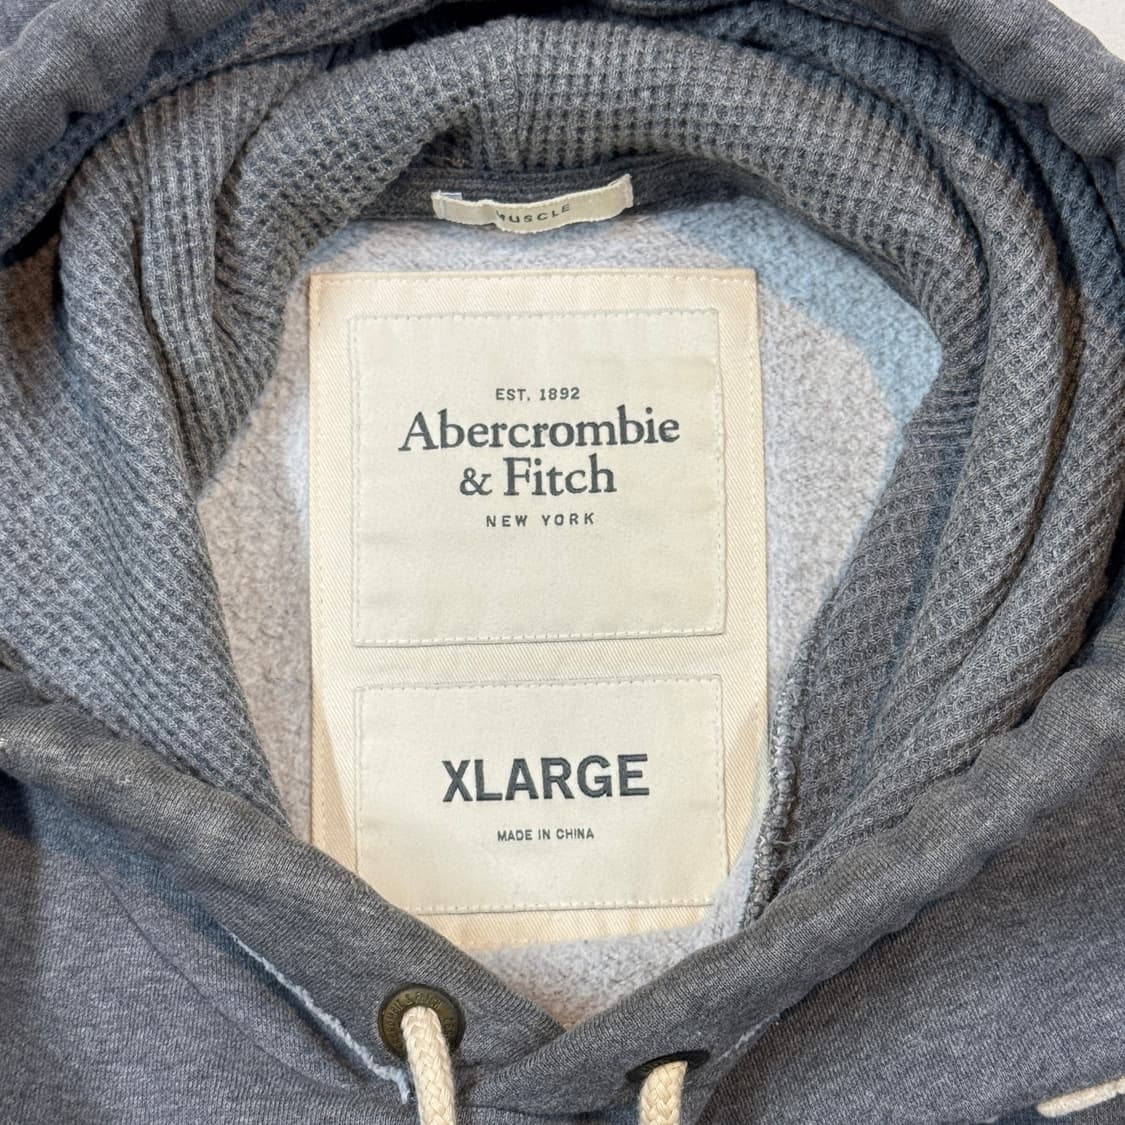 MUSCLE
EST. 1892
Abercrombie
& Fitch
NEW YORK
XLARGE
MADE IN CHINA